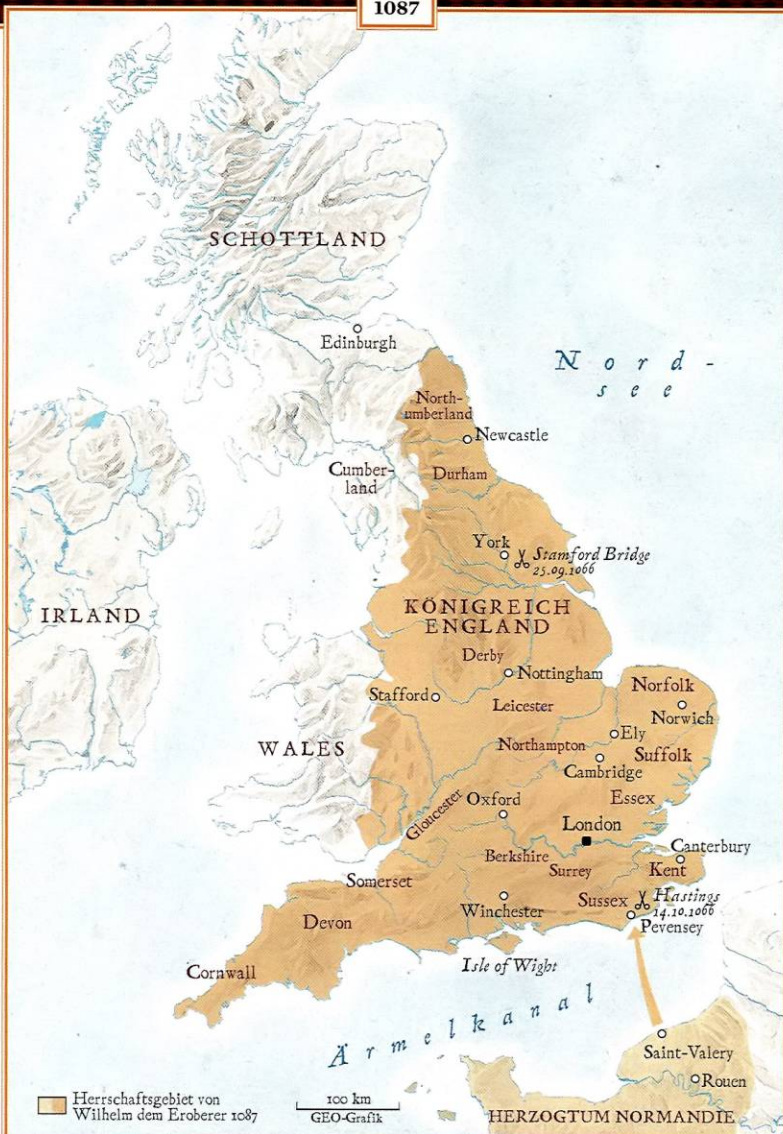 1087
SCHOTTLAND
Edinburgh
Nord-
see
North-
umberland
Newcastle
Cumber-
land
Durham
York
Stamford Bridge
25.09.1066
IRLAND
KÖNIGREICH
ENGLAND
Derby
Nottingham
Stafford
Leicester
Norfolk
Norwich
WALES
Northampton
Ely
Suffolk
Cambridge
Gloucester
Oxford
Essex
London
Canterbury
Berkshire
Surrey
Kent
Somerset
Winchester
Sussex
Hastings
14.10.1066
Pevensey
Devon
Isle of Wight
Cornwall
Ärmelkanal
Saint-Valery
Rouen
Herrschaftsgebiet von
Wilhelm dem Eroberer 1087
100 km
GEO-Grafik
HERZOGTUM NORMANDIE